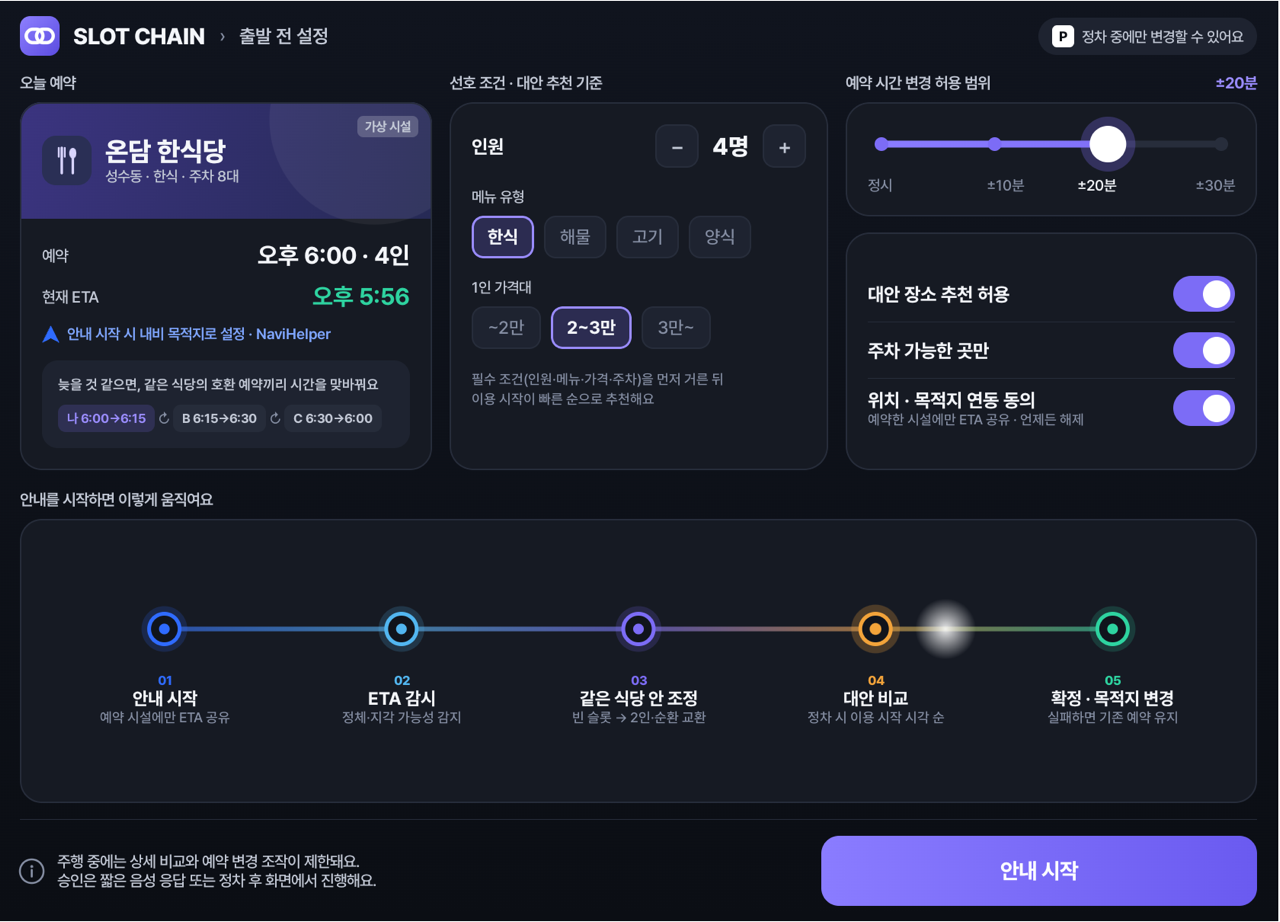 SLOT CHAIN › 출발 전 설정
P 정차 중에만 변경할 수 있어요
오늘 예약
가상 시설
온담 한식당
성수동 · 한식 · 주차 8대
예약 오후 6:00 · 4인
현재 ETA 오후 5:56
안내 시작 시 내비 목적지로 설정 · NaviHelper
늦을 것 같으면, 같은 식당의 호환 예약끼리 시간을 맞바꿔요
나 6:00→6:15 ↻ B 6:15→6:30 ↻ C 6:30→6:00
선호 조건 · 대안 추천 기준
인원 − 4명 +
메뉴 유형
한식 해물 고기 양식
1인 가격대
~2만 2~3만 3만~
필수 조건(인원·메뉴·가격·주차)을 먼저 거른 뒤
이용 시작이 빠른 순으로 추천해요
예약 시간 변경 허용 범위 ±20분
정시 ±10분 ±20분 ±30분
대안 장소 추천 허용
주차 가능한 곳만
위치 · 목적지 연동 동의
예약한 시설에만 ETA 공유 · 언제든 해제
안내를 시작하면 이렇게 움직여요
01
안내 시작
예약 시설에만 ETA 공유
02
ETA 감시
정체·지각 가능성 감지
03
같은 식당 안 조정
빈 슬롯 → 2인·순환 교환
04
대안 비교
정차 시 이용 시작 시각 순
05
확정 · 목적지 변경
실패하면 기존 예약 유지
주행 중에는 상세 비교와 예약 변경 조작이 제한돼요.
승인은 짧은 음성 응답 또는 정차 후 화면에서 진행해요.
안내 시작